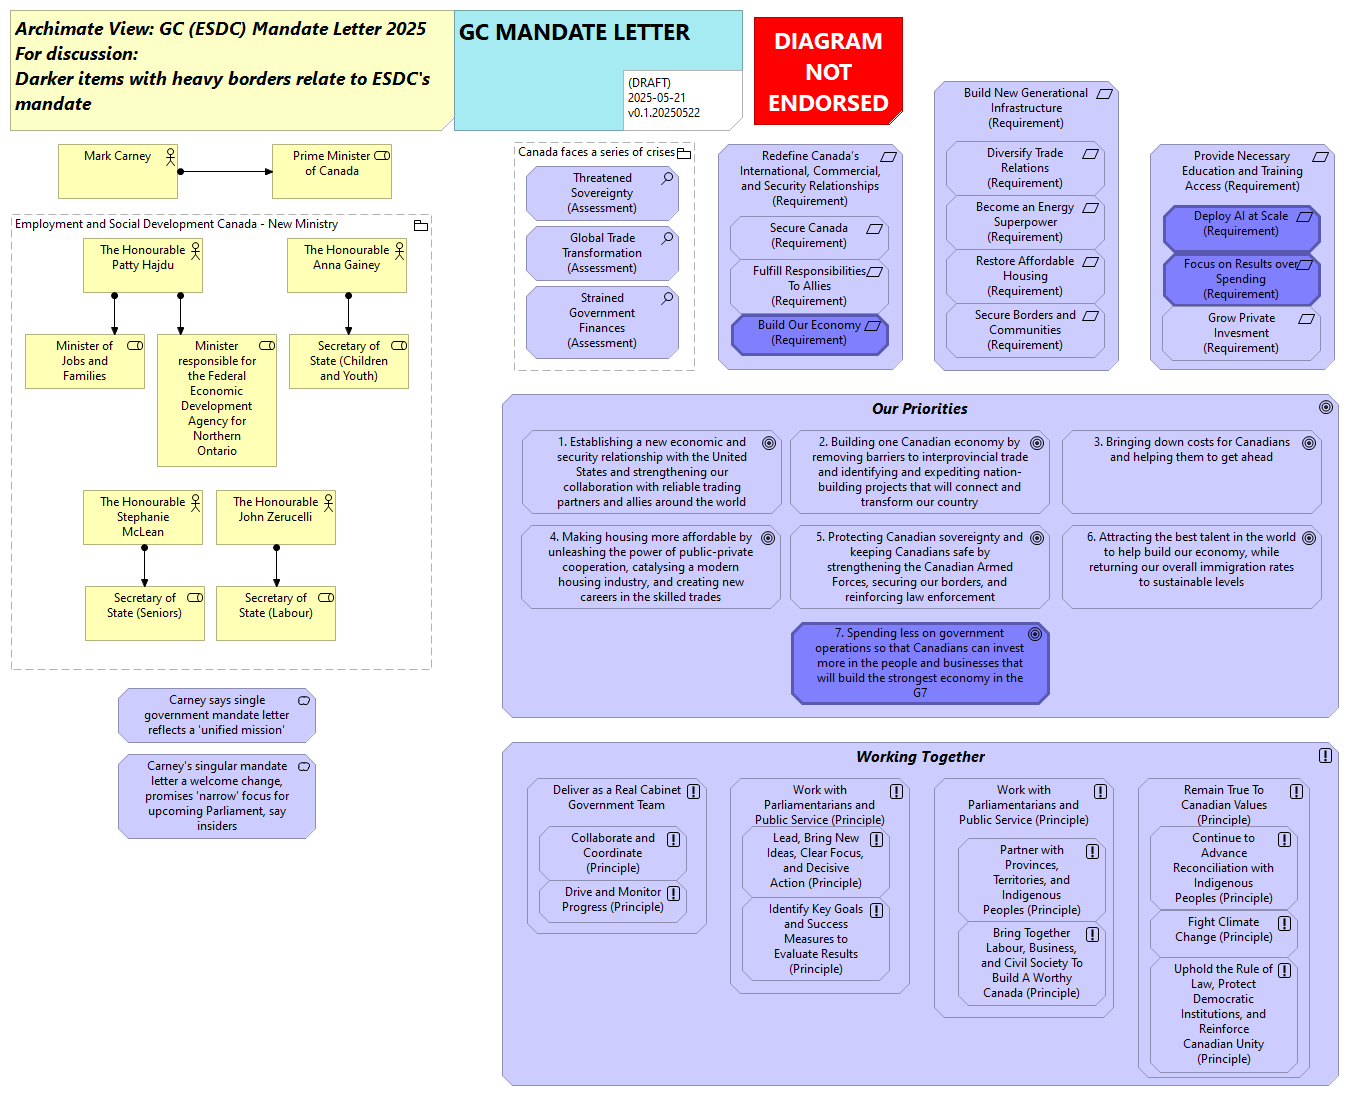 Archimate View: GC (ESDC) Mandate Letter 2025
For discussion:
Darker items with heavy borders relate to ESDC's
mandate
GC MANDATE LETTER
(DRAFT)
2025-05-21
v0.1.20250522
DIAGRAM
NOT
ENDORSED
Mark Carney
Prime Minister
of Canada
Employment and Social Development Canada - New Ministry
The Honourable
Patty Hajdu
The Honourable
Anna Gainey
Minister of
Jobs and
Families
Minister
responsible for
the Federal
Economic
Development
Agency for
Northern
Ontario
Secretary of
State (Children
and Youth)
The Honourable
Stephanie
McLean
The Honourable
John Zerucelli
Secretary of
State (Seniors)
Secretary of
State (Labour)
Carney says single
government mandate letter
reflects a 'unified mission'
Carney's singular mandate
letter a welcome change,
promises 'narrow' focus for
upcoming Parliament, say
insiders
Canada faces a series of crises
Threatened
Sovereignty
(Assessment)
Global Trade
Transformation
(Assessment)
Strained
Government
Finances
(Assessment)
Redefine Canada's
International, Commercial,
and Security Relationships
(Requirement)
Secure Canada
(Requirement)
Fulfill Responsibilities
To Allies
(Requirement)
Build Our Economy
(Requirement)
Build New Generational
Infrastructure
(Requirement)
Diversify Trade
Relations
(Requirement)
Become an Energy
Superpower
(Requirement)
Restore Affordable
Housing
(Requirement)
Secure Borders and
Communities
(Requirement)
Provide Necessary
Education and Training
Access (Requirement)
Deploy AI at Scale
(Requirement)
Focus on Results over
Spending
(Requirement)
Grow Private
Invesment
(Requirement)
Our Priorities
1. Establishing a new economic and
security relationship with the United
States and strengthening our
collaboration with reliable trading
partners and allies around the world
2. Building one Canadian economy by
removing barriers to interprovincial trade
and identifying and expediting nation-
building projects that will connect and
transform our country
3. Bringing down costs for Canadians
and helping them to get ahead
4. Making housing more affordable by
unleashing the power of public-private
cooperation, catalysing a modern
housing industry, and creating new
careers in the skilled trades
5. Protecting Canadian sovereignty and
keeping Canadians safe by
strengthening the Canadian Armed
Forces, securing our borders, and
reinforcing law enforcement
6. Attracting the best talent in the world
to help build our economy, while
returning our overall immigration rates
to sustainable levels
7. Spending less on government
operations so that Canadians can invest
more in the people and businesses that
will build the strongest economy in the
G7
Working Together
Deliver as a Real Cabinet
Government Team
Collaborate and
Coordinate
(Principle)
Drive and Monitor
Progress (Principle)
Work with
Parliamentarians and
Public Service (Principle)
Lead, Bring New
Ideas, Clear Focus,
and Decisive
Action (Principle)
Identify Key Goals
and Success
Measures to
Evaluate Results
(Principle)
Work with
Parliamentarians and
Public Service (Principle)
Partner with
Provinces,
Territories, and
Indigenous
Peoples (Principle)
Bring Together
Labour, Business,
and Civil Society To
Build A Worthy
Canada (Principle)
Remain True To
Canadian Values
(Principle)
Continue to
Advance
Reconciliation with
Indigenous
Peoples (Principle)
Fight Climate
Change (Principle)
Uphold the Rule of
Law, Protect
Democratic
Institutions, and
Reinforce
Canadian Unity
(Principle)